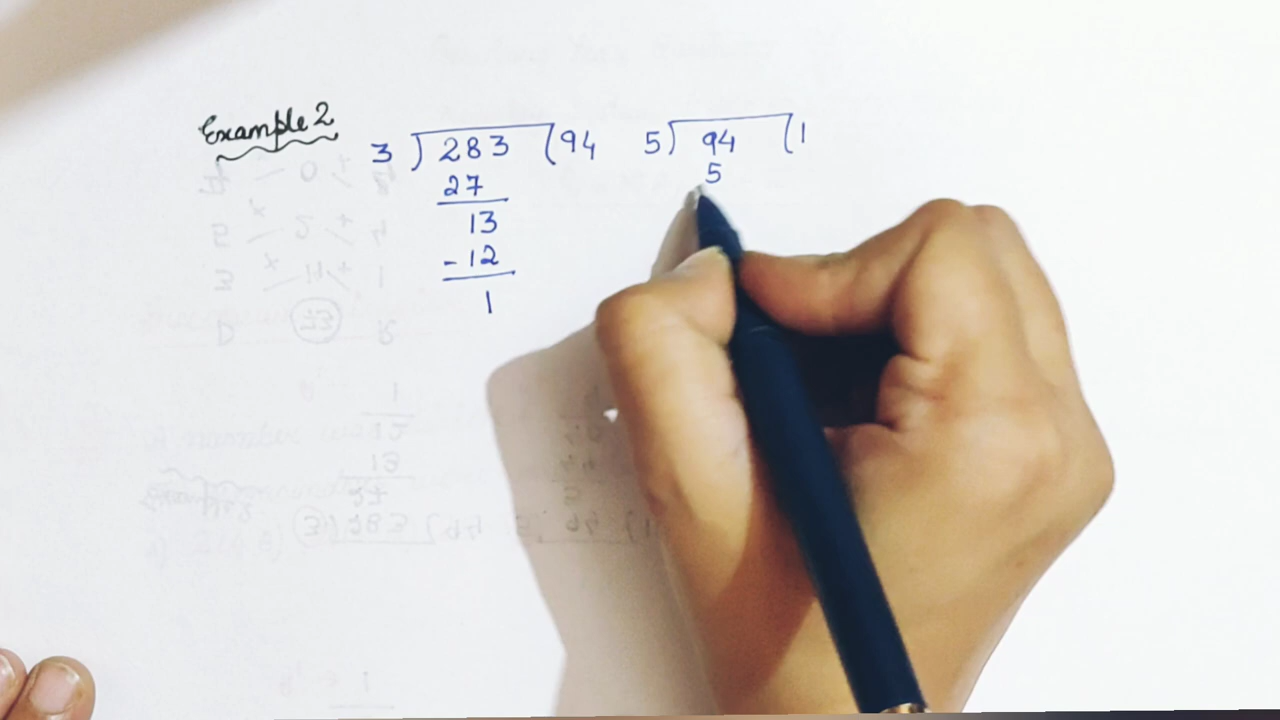 Example 2
3 ) 283 ( 94   5 ) 94 ( 1
27   5
13
- 12
1